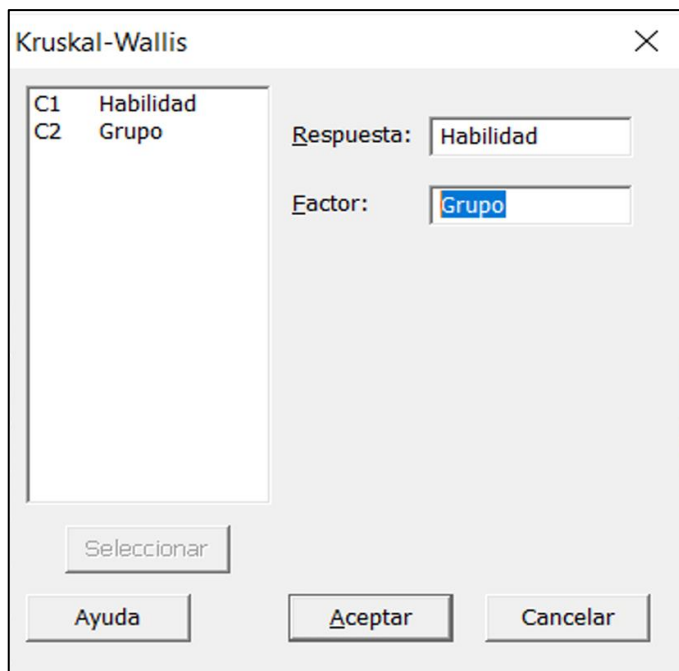 Kruskal-Wallis
C1 Habilidad
C2 Grupo
Respuesta: Habilidad
Factor: Grupo
Seleccionar
Ayuda Aceptar Cancelar